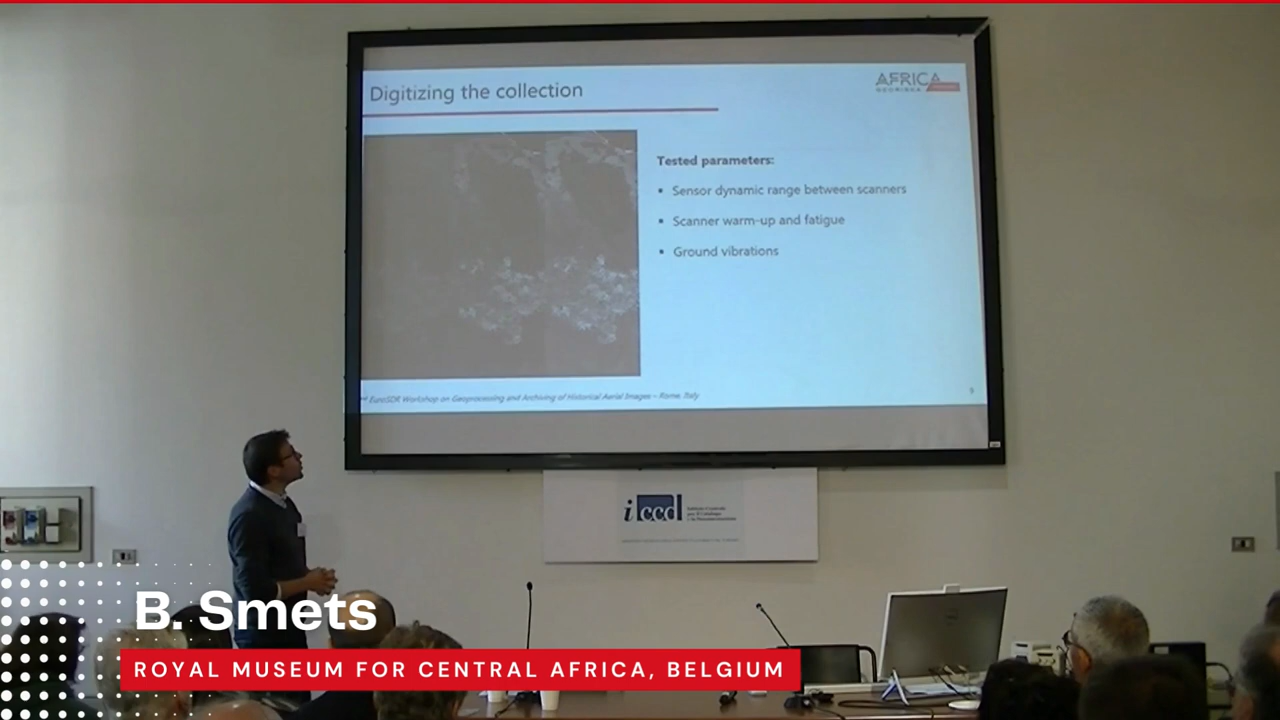 Digitizing the collection
AFRICA
Tested parameters:
▪ Sensor dynamic range between scanners
▪ Scanner warm-up and fatigue
▪ Ground vibrations
EuroSDR Workshop on Geoprocessing and Archiving of Historical Aerial Images – Rome, Italy
9
iccd
B. Smets
ROYAL MUSEUM FOR CENTRAL AFRICA, BELGIUM